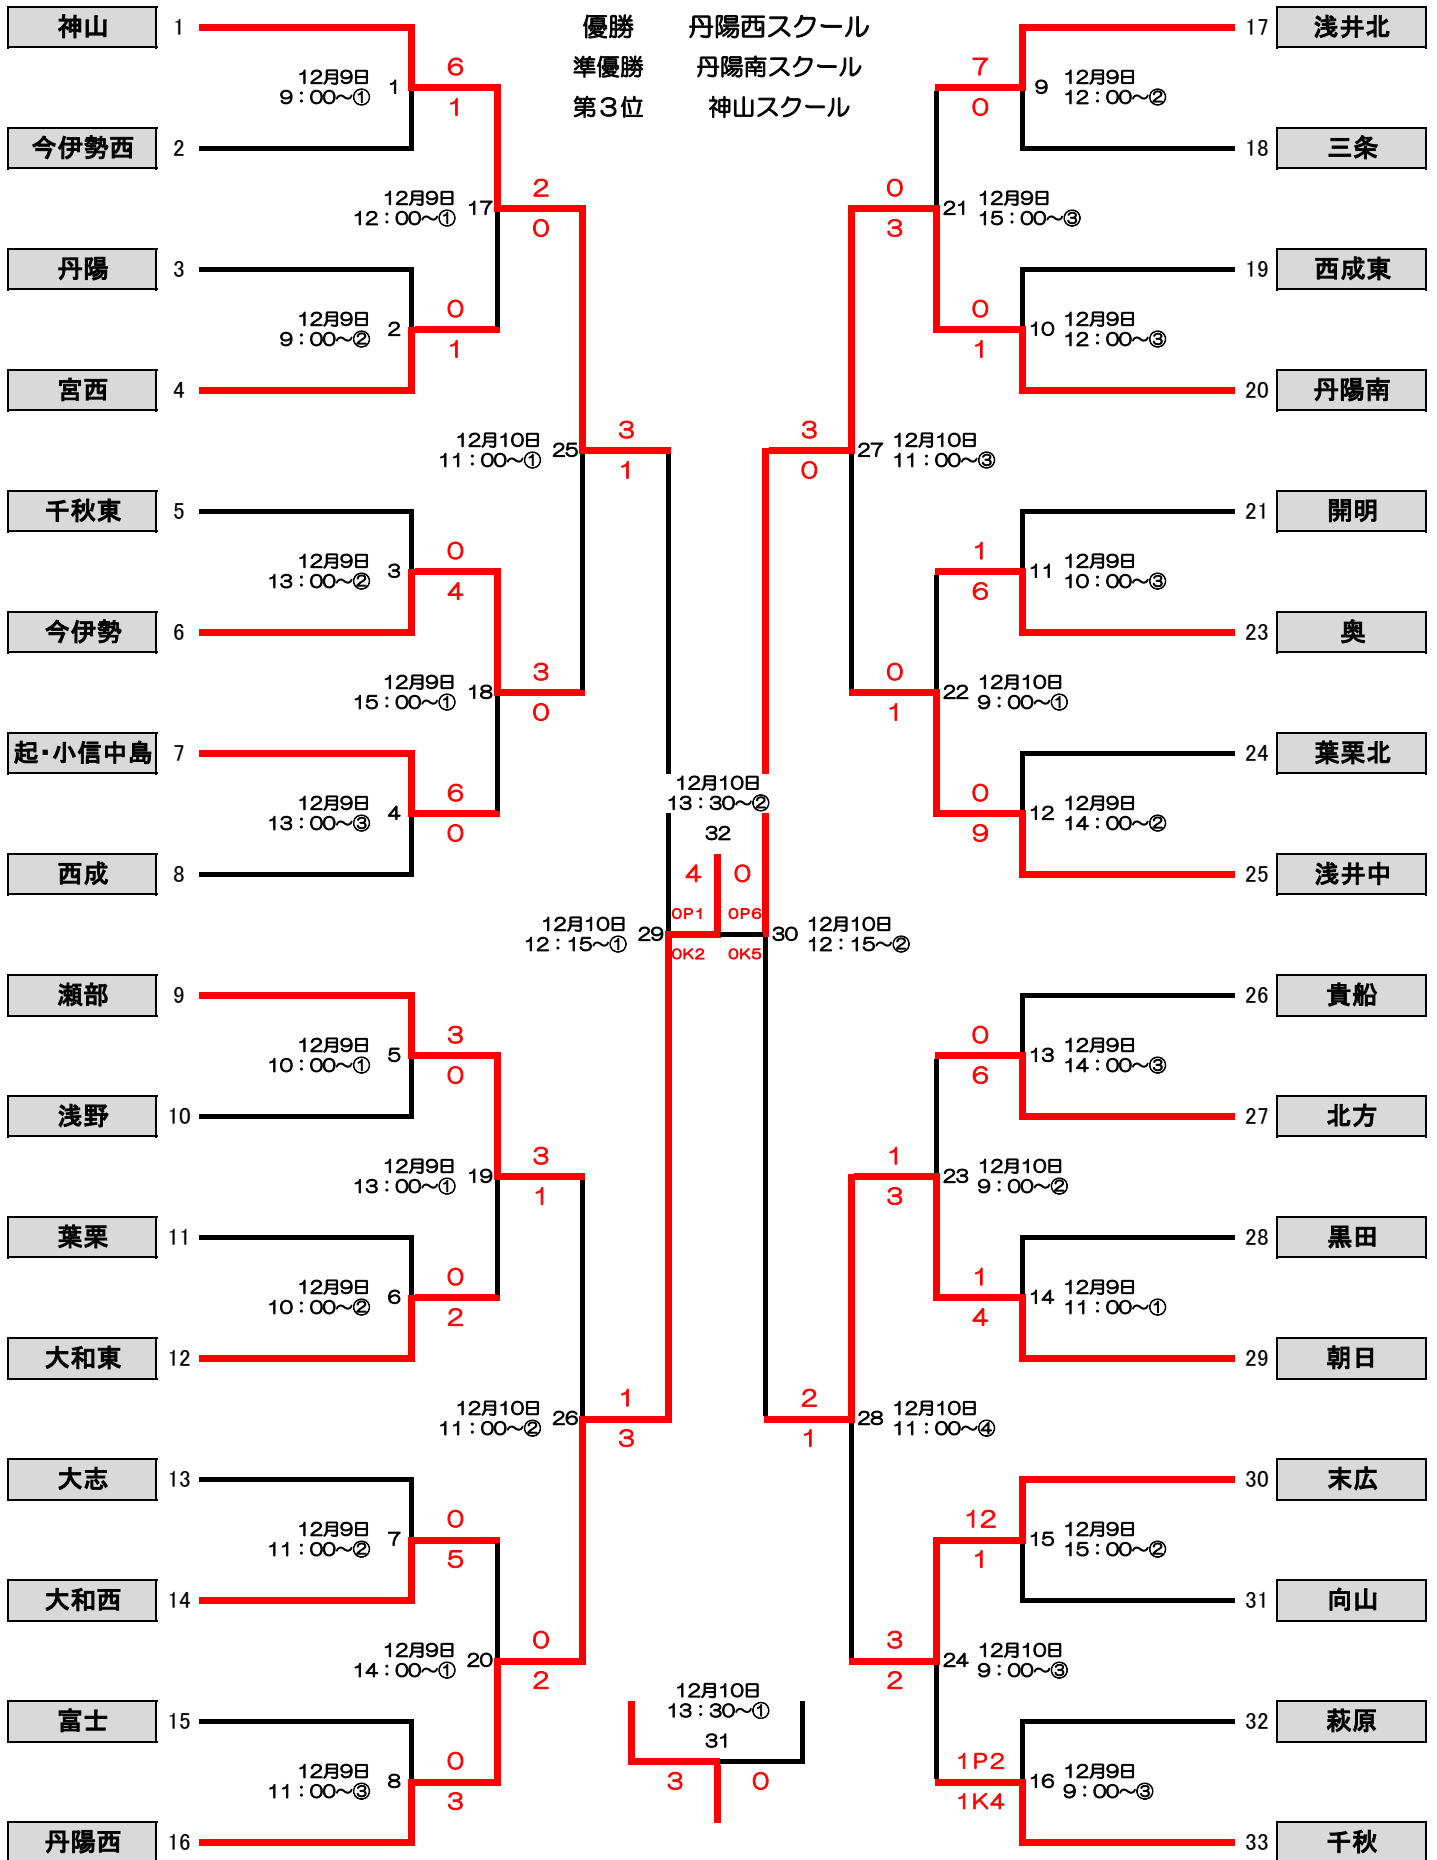 優勝 丹陽西スクール
準優勝 丹陽南スクール
第3位 神山スクール
神山 1
12月9日
9:00～① 1
6
1
今伊勢西 2
12月9日
12:00～① 17
2
0
丹陽 3
12月9日
9:00～② 2
0
1
宮西 4
12月10日
11:00～① 25
3
1
千秋東 5
12月9日
13:00～② 3
0
4
今伊勢 6
12月9日
15:00～① 18
3
0
起・小信中島 7
12月9日
13:00～③ 4
6
0
西成 8
12月10日
12:15～① 29
0P1
0K2
瀬部 9
12月9日
10:00～① 5
3
0
浅野 10
12月9日
13:00～① 19
3
1
葉栗 11
12月9日
10:00～② 6
0
2
大和東 12
12月10日
11:00～② 26
1
3
大志 13
12月9日
11:00～② 7
0
5
大和西 14
12月9日
14:00～① 20
0
2
富士 15
12月9日
11:00～③ 8
0
3
丹陽西 16
12月10日
13:30～②
32
4 0
12月10日
13:30～①
31
3 0
17 浅井北
7
0
9 12月9日
12:00～②
18 三条
0
3
21 12月9日
15:00～③
19 西成東
0
1
10 12月9日
12:00～③
20 丹陽南
3
0
27 12月10日
11:00～③
21 開明
1
6
11 12月9日
10:00～③
23 奥
0
1
22 12月10日
9:00～①
24 葉栗北
0
9
12 12月9日
14:00～②
25 浅井中
0P6
0K5
30 12月10日
12:15～②
26 貴船
0
6
13 12月9日
14:00～③
27 北方
1
3
23 12月10日
9:00～②
28 黒田
1
4
14 12月9日
11:00～①
29 朝日
2
1
28 12月10日
11:00～④
30 末広
12
1
15 12月9日
15:00～②
31 向山
3
2
24 12月10日
9:00～③
32 萩原
1P2
1K4
16 12月9日
9:00～③
33 千秋